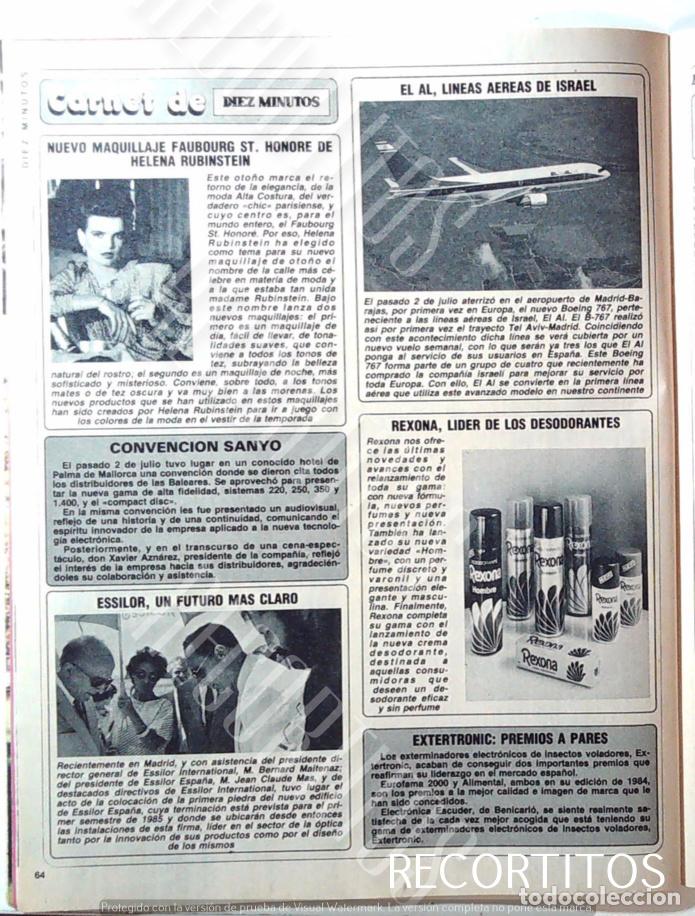 DIEZ MINUTOS
Carnet de DIEZ MINUTOS
NUEVO MAQUILLAJE FAUBOURG ST. HONORE DE
HELENA RUBINSTEIN
Este otoño marca el re-
torno de la elegancia, de la
moda Alta Costura, del ver-
dadero «chic» parisiense, y
cuyo centro es, para el
mundo entero, el Faubourg
St. Honoré. Por eso, Helena
Rubinstein ha elegido
como tema para su nuevo
maquillaje de otoño el
nombre de la calle más cé-
lebre en materia de moda y
a la que estaba tan unida
madame Rubinstein. Bajo
este nombre lanza dos
nuevos maquillajes: el pri-
mero es un maquillaje de
día, fácil de llevar, de tona-
lidades suaves, que con-
viene a todos los tonos de
tez, subrayando la belleza
natural del rostro; el segundo es un maquillaje de noche, más
sofisticado y misterioso. Conviene, sobre todo, a los tonos
mates o de tez oscura y va muy bien a las morenas. Los
nuevos productos que se han utilizado en estos maquillajes
han sido creados por Helena Rubinstein para ir a juego con
los colores de la moda en el vestir de la temporada
CONVENCION SANYO
El pasado 2 de julio tuvo lugar en un conocido hotel de
Palma de Mallorca una convención donde se dieron cita todos
los distribuidores de las Baleares. Se aprovechó para presen-
tar la nueva gama de alta fidelidad, sistemas 220, 250, 350 y
1.400, y el «compact disc».
En la misma convención les fue presentado un audiovisual,
reflejo de una historia y de una continuidad, comunicando el
espíritu innovador de la empresa aplicado a la nueva tecnolo-
gía electrónica.
Posteriormente, y en el transcurso de una cena-espec-
táculo, don Xavier Aznárez, presidente de la compañía, reflejó
el interés de la empresa hacia sus distribuidores, agradecién-
doles su colaboración y asistencia.
ESSILOR, UN FUTURO MAS CLARO
Recientemente en Madrid, y con asistencia del presidente di-
rector general de Essilor International, M. Bernard Maitenaz;
del presidente de Essilor España, M. Jean Claude Mas, y de
destacados directivos de Essilor International, tuvo lugar el
acto de la colocación de la primera piedra del nuevo edificio
de Essilor España, cuya terminación está prevista para el pri-
mer semestre de 1985 y donde se ubicarán desde entonces
las instalaciones de esta firma, líder en el sector de la óptica
tanto por la innovación de sus productos como por el diseño
de los mismos
64
EL AL, LINEAS AEREAS DE ISRAEL
El pasado 2 de julio aterrizó en el aeropuerto de Madrid-Ba-
rajas, por primera vez en Europa, el nuevo Boeing 767, perte-
neciente a las líneas aéreas de Israel, El Al. El B-767 realizó
así por primera vez el trayecto Tel Aviv-Madrid. Coincidiendo
con este acontecimiento dicha línea se verá cubierta por un
nuevo vuelo semanal, con lo que serán ya tres los que El Al
ponga al servicio de sus usuarios en España. Este Boeing
767 forma parte de un grupo de cuatro que recientemente ha
comprado la compañía israelí para mejorar su servicio por
toda Europa. Con ello, El Al se convierte en la primera línea
aérea que utiliza este avanzado modelo en nuestro continente
REXONA, LIDER DE LOS DESODORANTES
Rexona nos ofre-
ce las últimas
novedades y
avances con el
relanzamiento de
toda su gama:
con nueva fórmu-
la, nuevos per-
fumes y nueva
presentación.
También ha lan-
zado su nueva
variedad «Hom-
bre», con un per-
fume discreto y
varonil y una
presentación ele-
gante y mascu-
lina. Finalmente,
Rexona completa
su gama con el
lanzamiento de
la nueva crema
desodorante,
destinada a
aquellas consu-
midoras que
deseen un de-
sodorante eficaz
y sin perfume
Rexona
Hombre
Rexona
Rexona
Rexona
Rexona
Rexona
Rexona
EXTERTRONIC: PREMIOS A PARES
Los exterminadores electrónicos de insectos voladores, Ex-
tertronic, acaban de conseguir dos importantes premios que
reafirman su liderazgo en el mercado español.
Eurofama 2000 y Alimental, ambos en su edición de 1984,
son los premios a la mejor calidad e imagen de marca que le
han sido concedidos.
Electrónica Escuder, de Benicarló, se siente realmente sa-
tisfecha de la cada vez mejor acogida que está teniendo su
gama de exterminadores electrónicos de insectos voladores,
Extertronic.
RECORTITOS
todocoleccion
Protegido con la versión de prueba de Visual Watermark. La versión completa no pone esta marca.